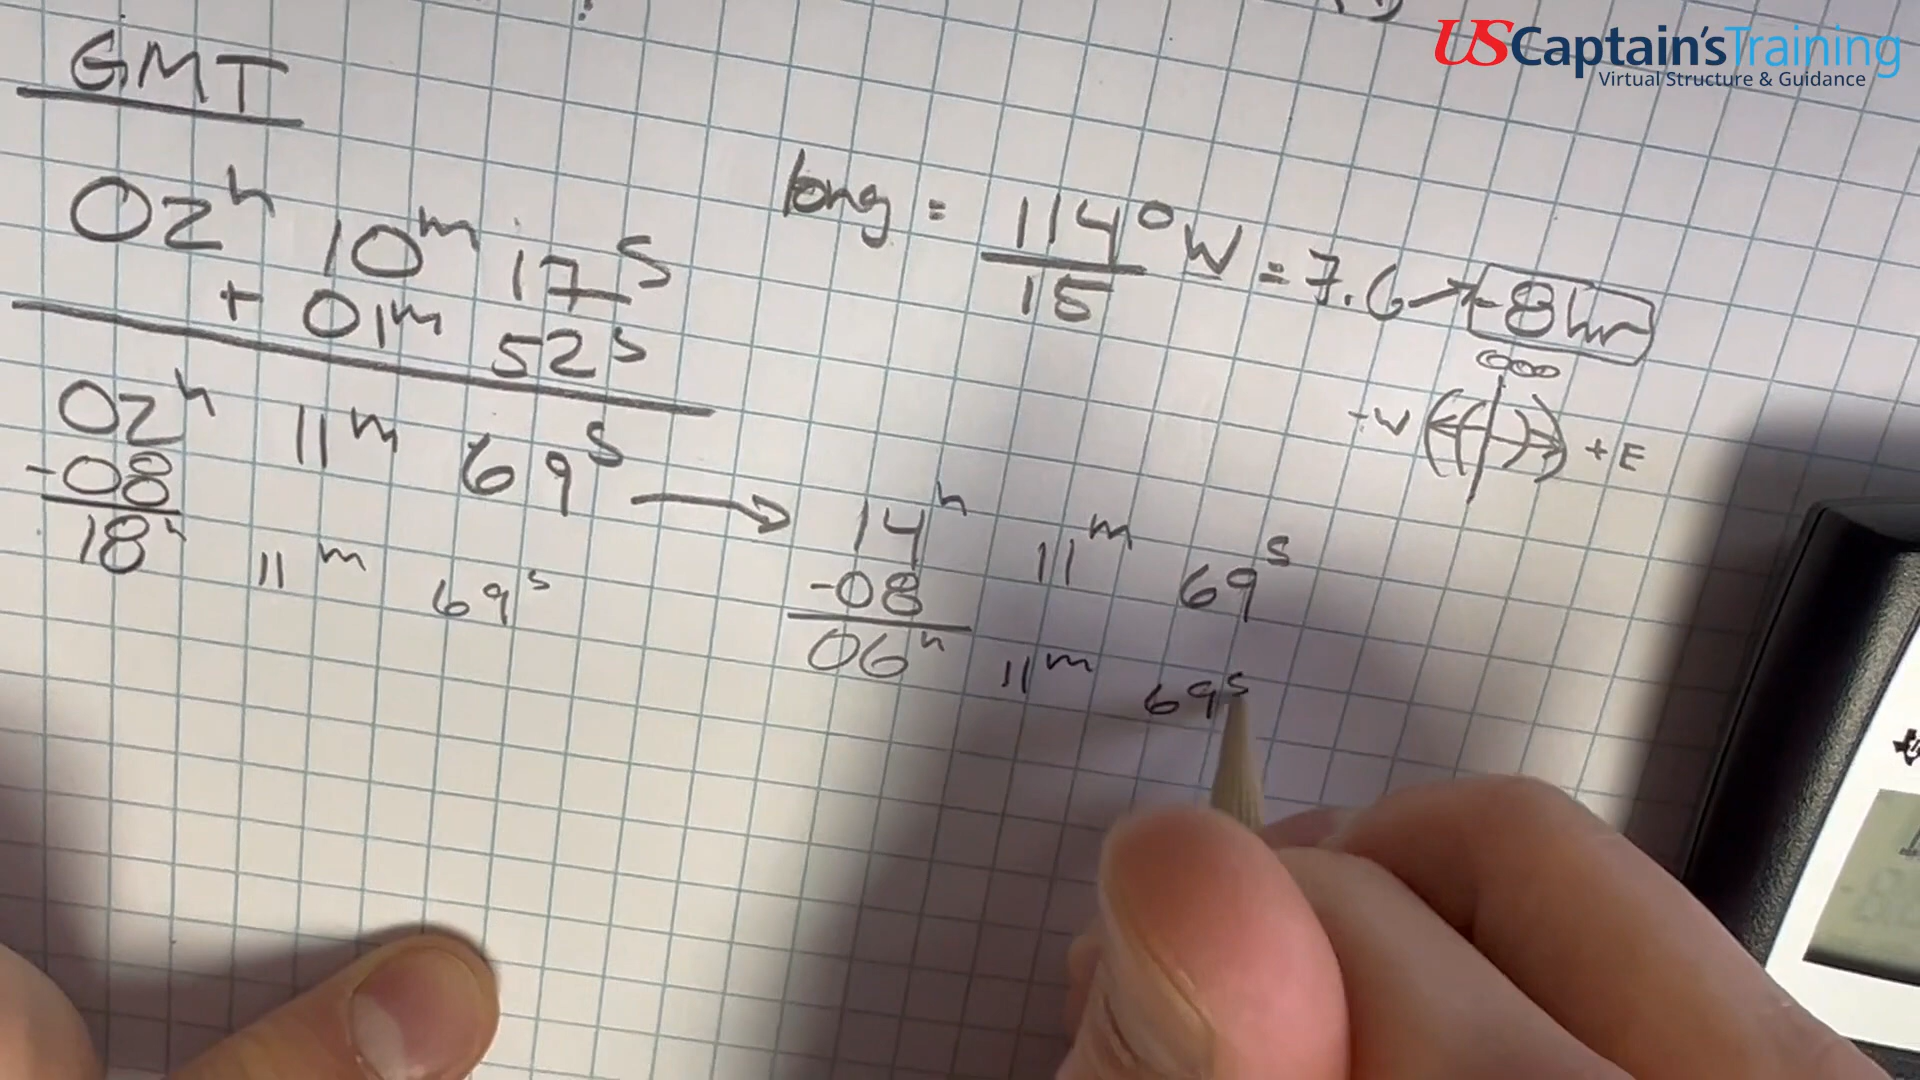 USCaptain'sTraining
Virtual Structure & Guidance
GMT
02h 10m 17s
+ 01m 52s
02h 11m 69s
-08
18h 11m 69s
long = 114°W = 7.6 → -8hr
15
-W + E
14h 11m 69s
-08
06h 11m 69s